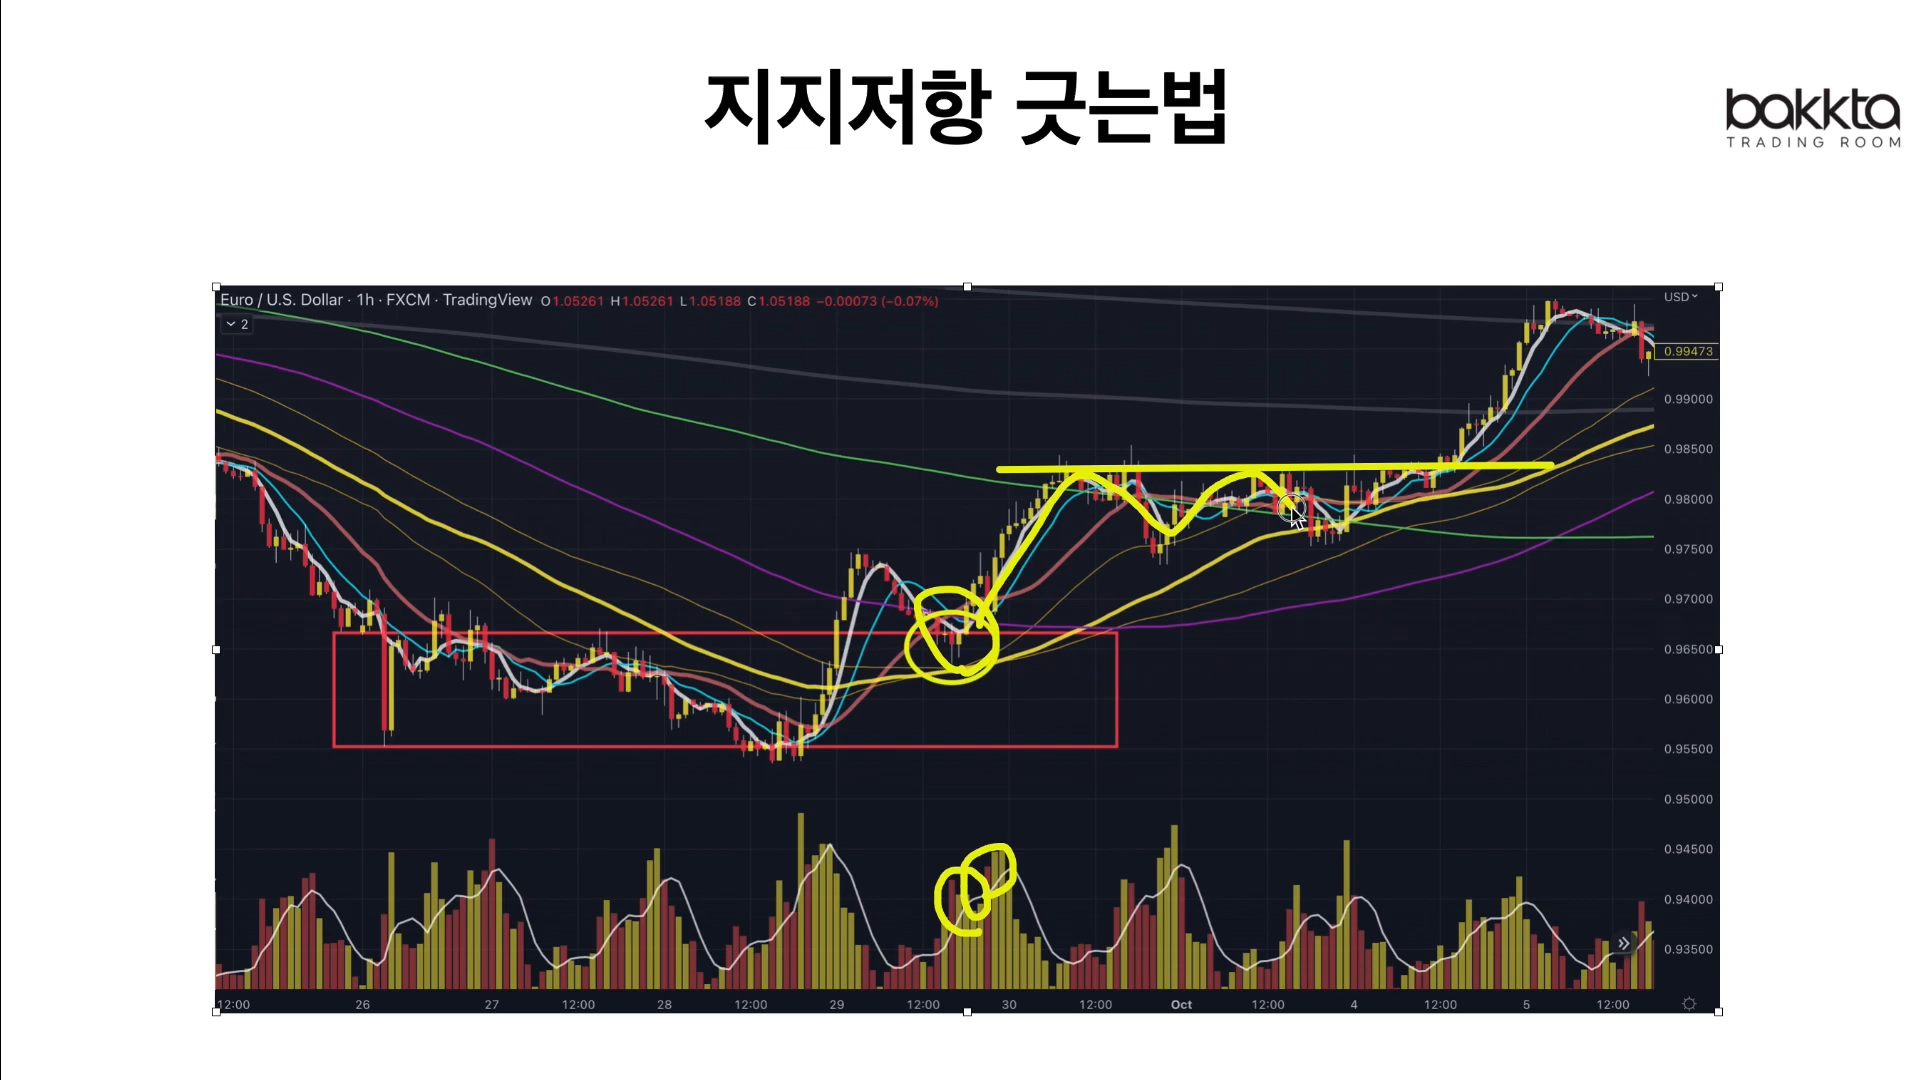 지지저항 긋는법
bakkta
TRADING ROOM
Euro / U.S. Dollar · 1h · FXCM · TradingView O1.05261 H1.05261 L1.05188 C1.05188 −0.00073 (−0.07%)
USD
2
0.99473
0.99000
0.98500
0.98000
0.97500
0.97000
0.96500
0.96000
0.95500
0.95000
0.94500
0.94000
0.93500
12:00 26 27 12:00 28 12:00 29 12:00 30 12:00 Oct 12:00 4 12:00 5 12:00